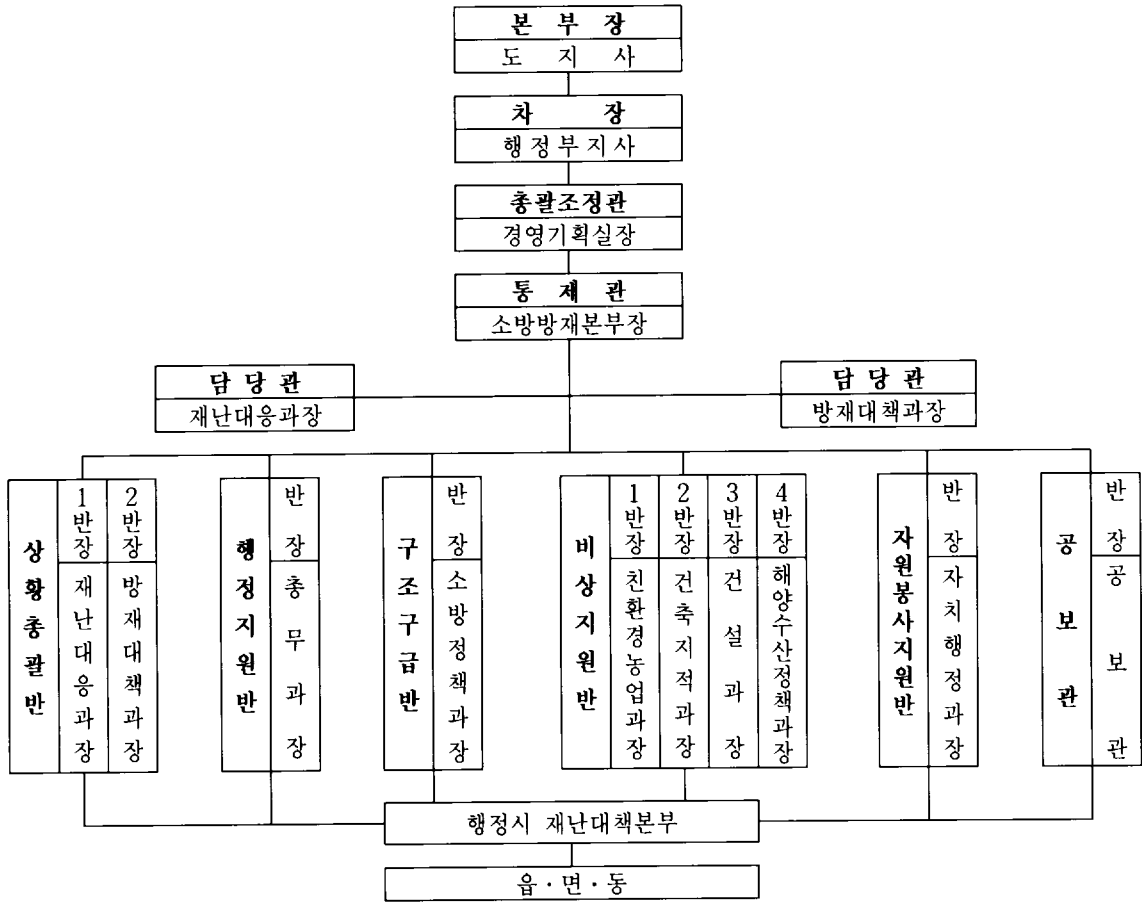 본 부 장
도 지 사
차 장
행정부지사
총괄조정관
경영기획실장
통 제 관
소방방재본부장
담 당 관
재난대응과장
담 당 관
방재대책과장
상황총괄반
1반장
재난대응과장
2반장
방재대책과장
행정지원반
반 장
총 무 과 장
구조구급반
반 장
소방정책과장
비상지원반
1반장
친환경농업과장
2반장
건축지적과장
3반장
건 설 과 장
4반장
해양수산정책과장
자원봉사지원반
반 장
자치행정과장
공 보 관
반 장
공 보 관
행정시 재난대책본부
읍·면·동